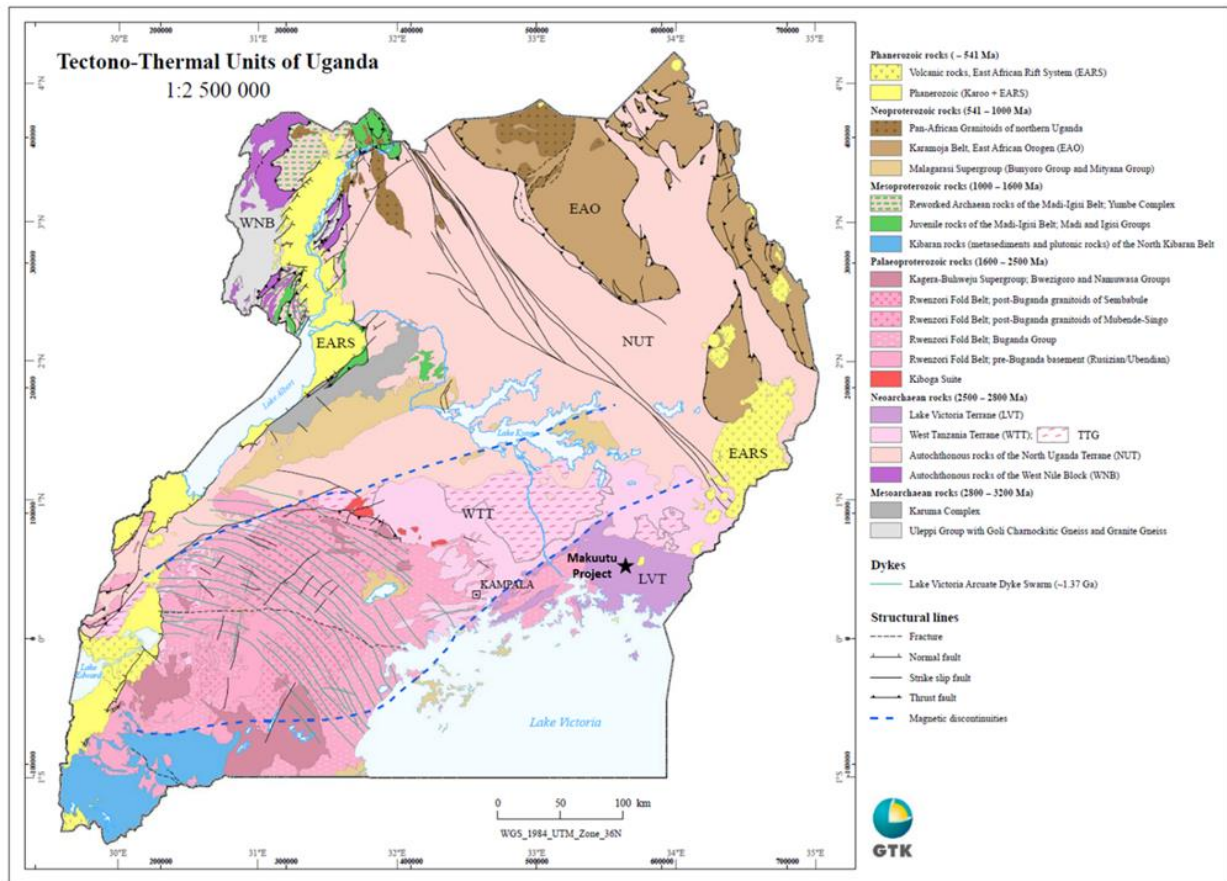 Tectono-Thermal Units of Uganda
1:2 500 000
30°E
200000
31°E
300000
32°E
400000
500000
33°E
600000
34°E
700000
35°E
4°N
400000
3°N
300000
2°N
200000
1°N
100000
0°
0
1°S
-100000
WNB
EAO
NUT
EARS
Lake Albert
Lake Kyoga
EARS
WTT
Makuutu
Project
LVT
KAMPALA
Lake
Edward
Lake Victoria
0 50 100 km
WGS_1984_UTM_Zone_36N
Phanerozoic rocks ( – 541 Ma)
Volcanic rocks, East African Rift System (EARS)
Phanerozoic (Karoo + EARS)
Neoproterozoic rocks (541 – 1000 Ma)
Pan-African Granitoids of northern Uganda
Karamoja Belt, East African Orogen (EAO)
Malagarasi Supergroup (Bunyoro Group and Mityana Group)
Mesoproterozoic rocks (1000 – 1600 Ma)
Reworked Archaean rocks of the Madi-Igisi Belt; Yumbe Complex
Juvenile rocks of the Madi-Igisi Belt; Madi and Igisi Groups
Kibaran rocks (metasediments and plutonic rocks) of the North Kibaran Belt
Palaeoproterozoic rocks (1600 – 2500 Ma)
Kagera-Buhweju Supergroup; Bwezigoro and Namuwasa Groups
Rwenzori Fold Belt; post-Buganda granitoids of Sembabule
Rwenzori Fold Belt; post-Buganda granitoids of Mubende-Singo
Rwenzori Fold Belt; Buganda Group
Rwenzori Fold Belt; pre-Buganda basement (Rusizian/Ubendian)
Kiboga Suite
Neoarchaean rocks (2500 – 2800 Ma)
Lake Victoria Terrane (LVT)
West Tanzania Terrane (WTT); TTG
Autochthonous rocks of the North Uganda Terrane (NUT)
Autochthonous rocks of the West Nile Block (WNB)
Mesoarchaean rocks (2800 – 3200 Ma)
Karuma Complex
Uleppi Group with Goli Charnockitic Gneiss and Granite Gneiss
Dykes
Lake Victoria Arcuate Dyke Swarm (~1.37 Ga)
Structural lines
Fracture
Normal fault
Strike slip fault
Thrust fault
Magnetic discontinuities
GTK